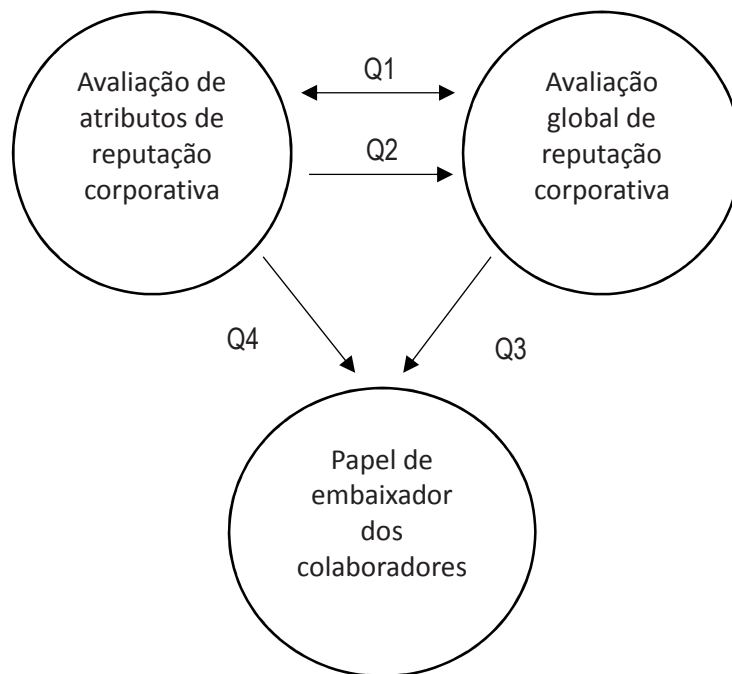 Avaliação de
atributos de
reputação
corporativa
Q1
Q2
Avaliação
global de
reputação
corporativa
Q4
Q3
Papel de
embaixador
dos
colaboradores